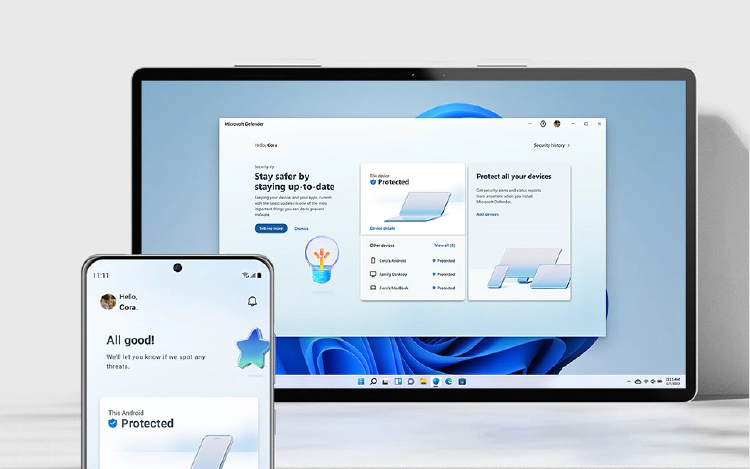 Microsoft Defender
Hello, Cora.
Security history
Security tip
Stay safer by
staying up-to-date
Keeping your device, and your apps, current
with the latest updates is one of the most
important things you can do to prevent
malware.
Tell me more
Dismiss
This device
Protected
Device details
Other devices
View all (4)
Cora's Android
Protected
Family Desktop
Protected
Cora's MacBook
Protected
Protect all your devices
Get security alerts and status reports
from anywhere when you install
Microsoft Defender.
Add devices
11:11 AM
11:11
Hello,
Cora.
All good!
We'll let you know if we spot any
threats.
This Android
Protected